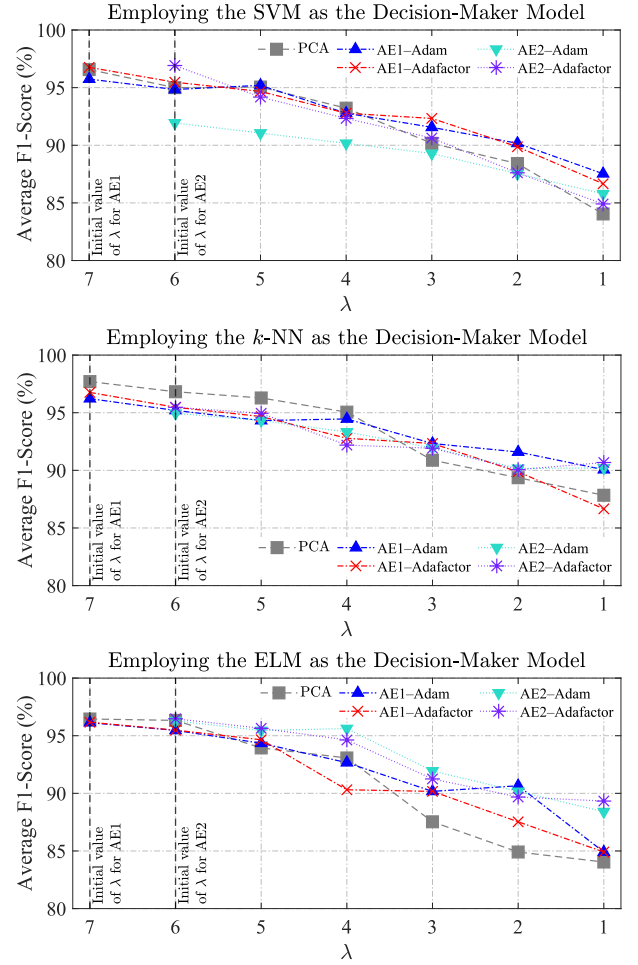 Employing the SVM as the Decision-Maker Model
100
95
90
85
80
Average F1-Score (%)
PCA
AE1–Adam
AE2–Adam
AE1–Adafactor
AE2–Adafactor
Initial value
of λ for AE1
Initial value
of λ for AE2
7 6 5 4 3 2 1
λ
Employing the k-NN as the Decision-Maker Model
100
95
90
85
80
Average F1-Score (%)
Initial value
of λ for AE1
Initial value
of λ for AE2
PCA
AE1–Adam
AE2–Adam
AE1–Adafactor
AE2–Adafactor
7 6 5 4 3 2 1
λ
Employing the ELM as the Decision-Maker Model
100
95
90
85
80
Average F1-Score (%)
PCA
AE1–Adam
AE2–Adam
AE1–Adafactor
AE2–Adafactor
Initial value
of λ for AE1
Initial value
of λ for AE2
7 6 5 4 3 2 1
λ